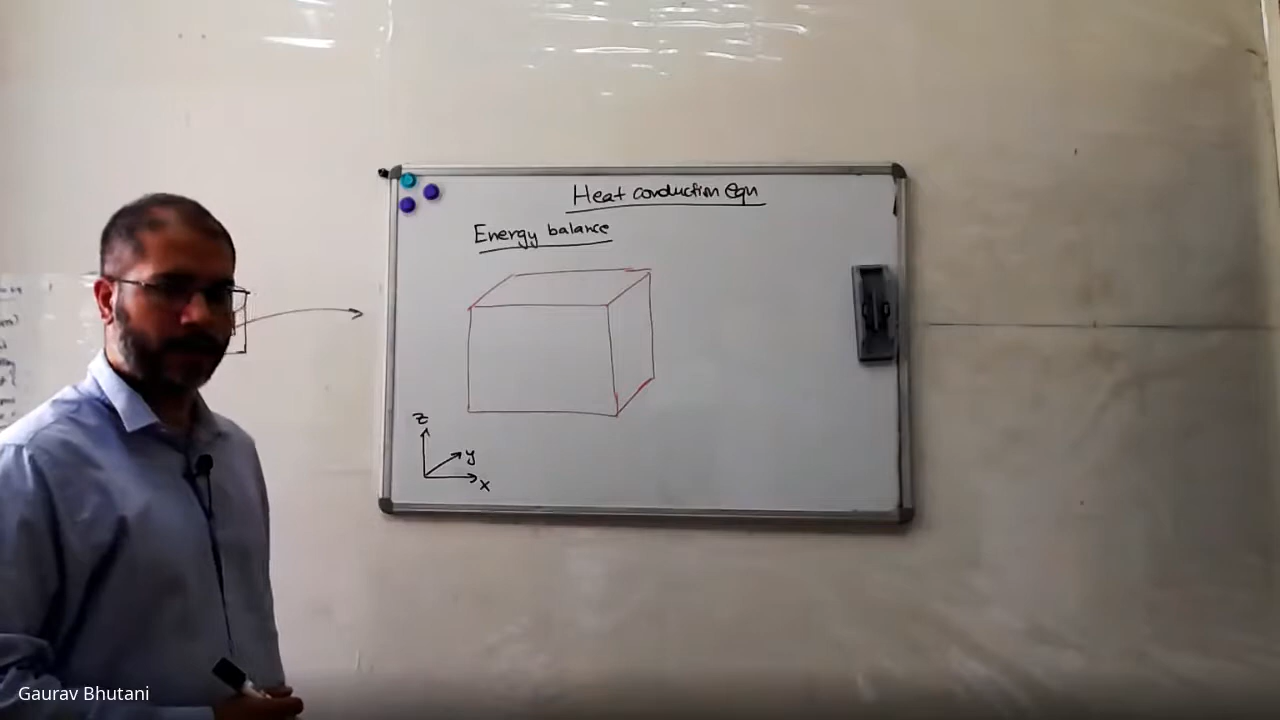 Heat conduction eqn
Energy balance
z
y
x
Gaurav Bhutani